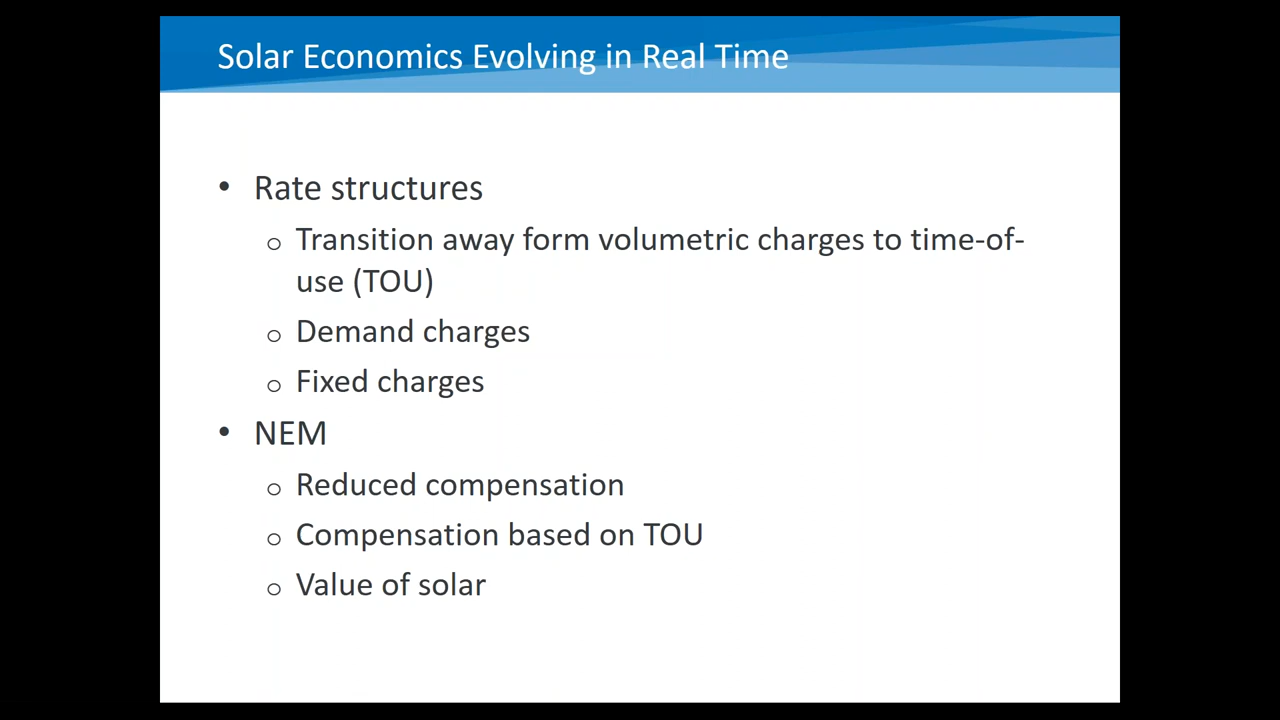 Solar Economics Evolving in Real Time
• Rate structures
o Transition away form volumetric charges to time-of-
use (TOU)
o Demand charges
o Fixed charges
• NEM
o Reduced compensation
o Compensation based on TOU
o Value of solar